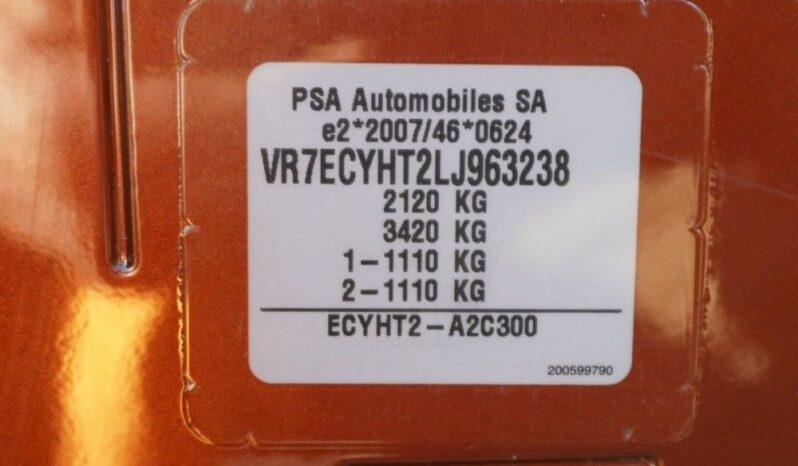 PSA Automobiles SA
e2*2007/46*0624
VR7ECYHT2LJ963238
2120 KG
3420 KG
1-1110 KG
2-1110 KG
ECYHT2-A2C300
200599790